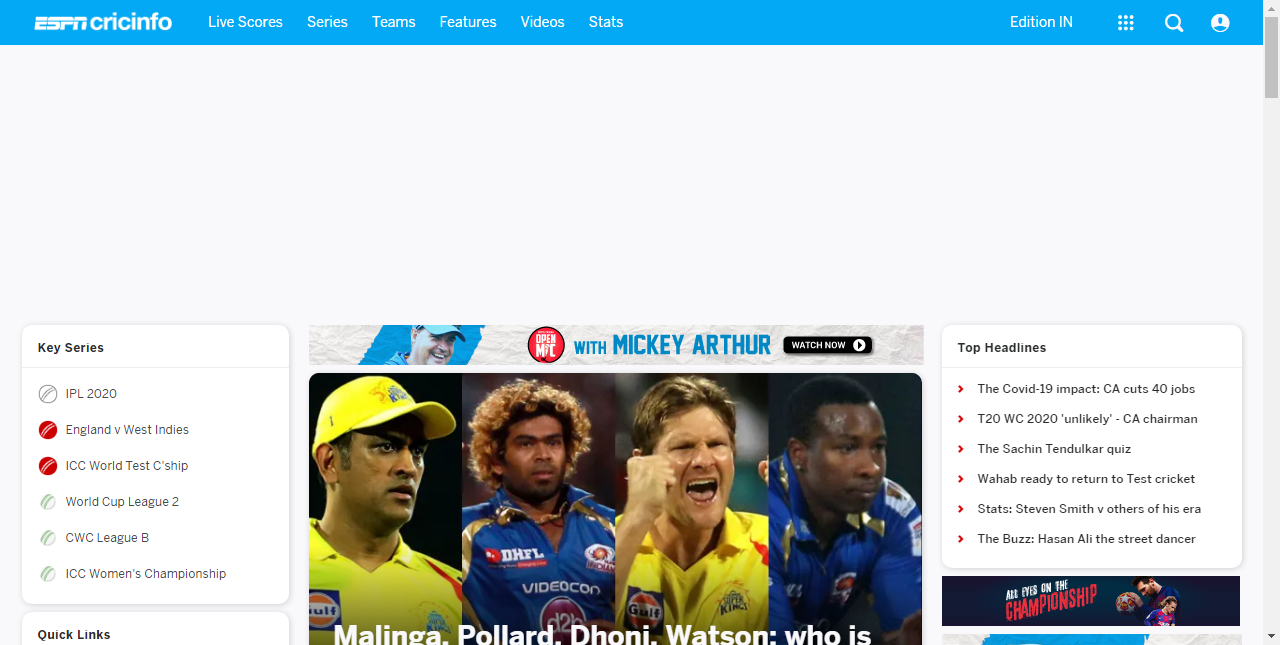 ESPN cricinfo
Live Scores
Series
Teams
Features
Videos
Stats
Edition IN
Key Series
IPL 2020
England v West Indies
ICC World Test C'ship
World Cup League 2
CWC League B
ICC Women's Championship
Quick Links
OPEN
MIC
WITH MICKEY ARTHUR
WATCH NOW
DHFL
VIDEOCON
d2h
Gulf
SUPER
KINGS
Malinga, Pollard, Dhoni, Watson: who is
Top Headlines
The Covid-19 impact: CA cuts 40 jobs
T20 WC 2020 'unlikely' - CA chairman
The Sachin Tendulkar quiz
Wahab ready to return to Test cricket
Stats: Steven Smith v others of his era
The Buzz: Hasan Ali the street dancer
ALL EYES ON THE
CHAMPIONSHIP